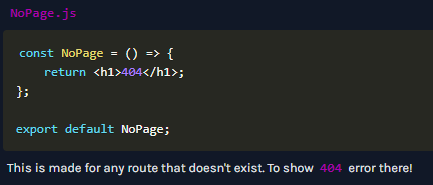 NoPage.js
const NoPage = () => {
    return <h1>404</h1>;
};
export default NoPage;
This is made for any route that doesn't exist. To show 404 error there!